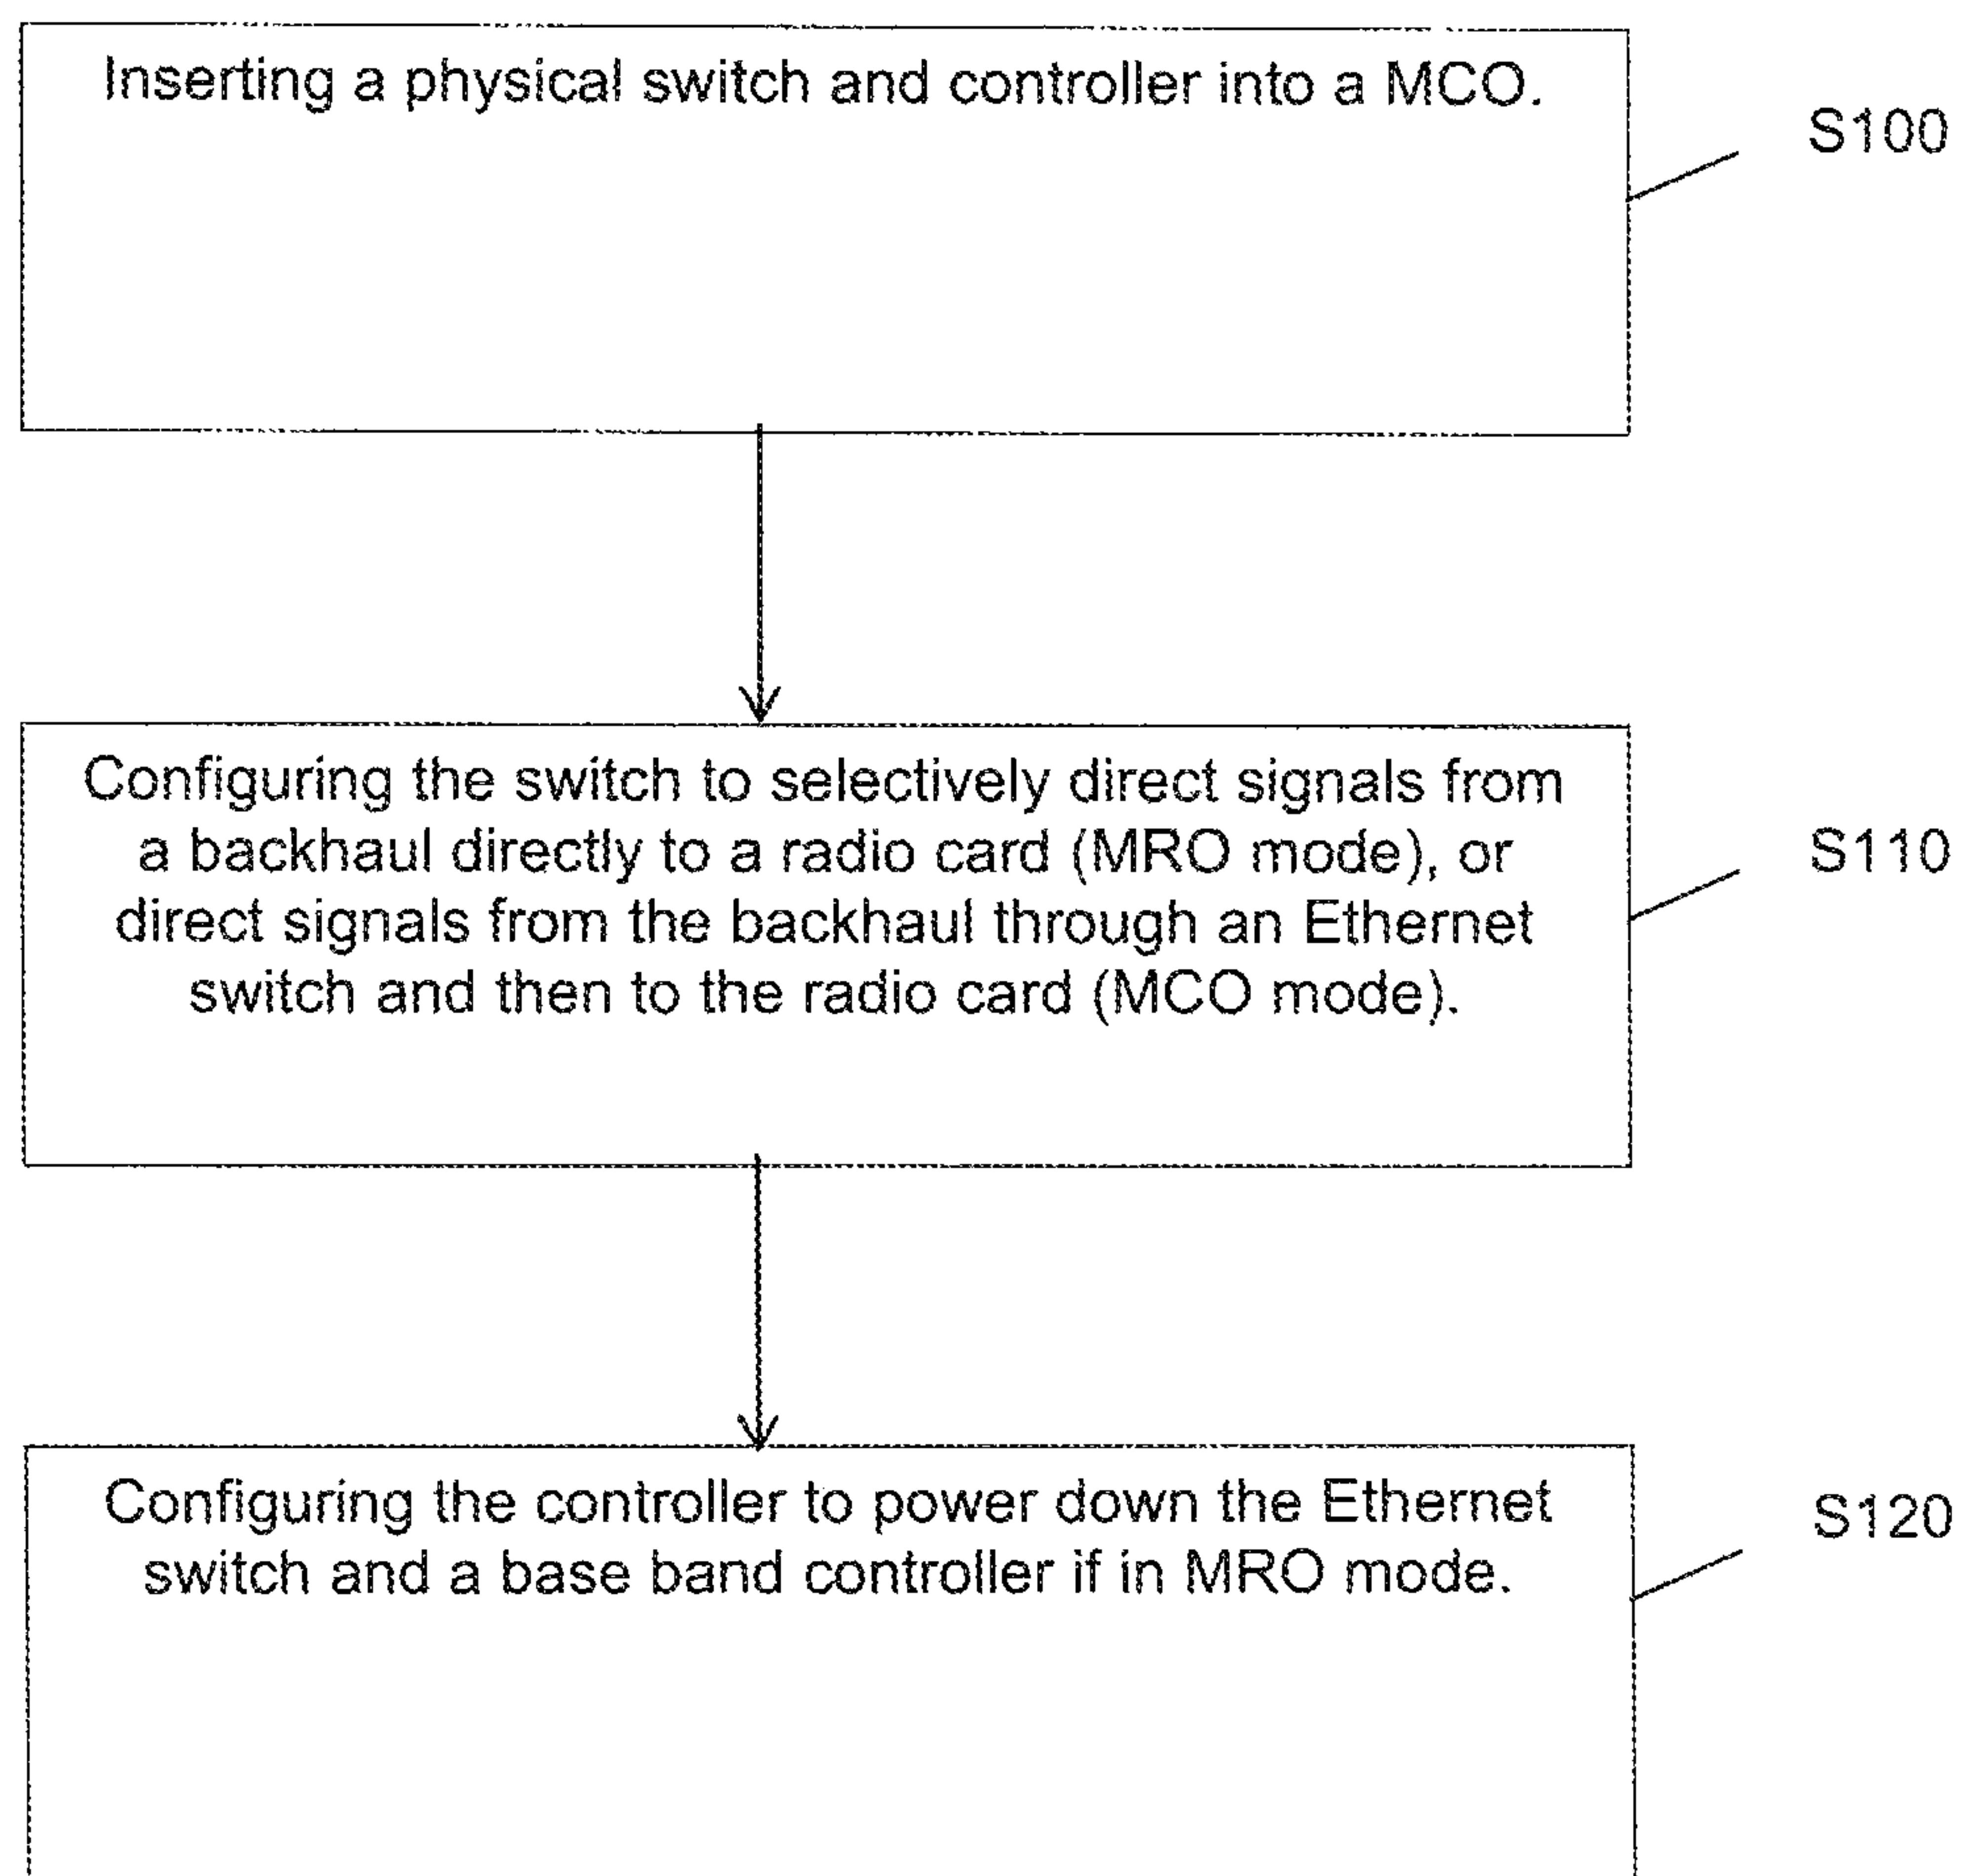 Inserting a physical switch and controller into a MCO.
S100
Configuring the switch to selectively direct signals from
a backhaul directly to a radio card (MRO mode), or
direct signals from the backhaul through an Ethernet
switch and then to the radio card (MCO mode).
S110
Configuring the controller to power down the Ethernet
switch and a base band controller if in MRO mode.
S120